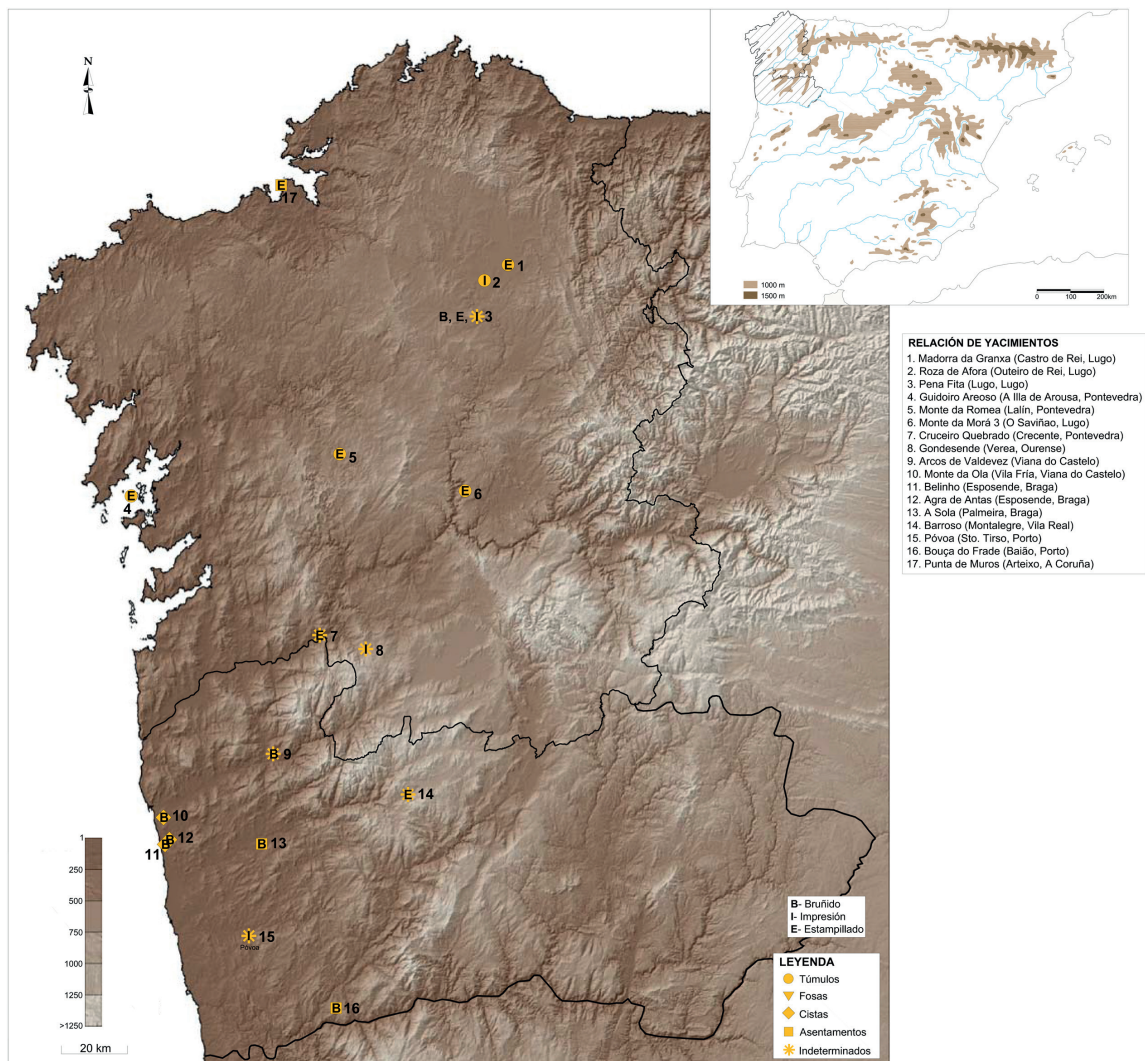 N
1000 m
1500 m
0 100 200km
E
17
E 1
I 2
B, E, I 3
E 5
E 6
E
4
E 7
I 8
B 9
E 14
B 10
B 12
11
B 13
I 15
Póvoa
B 16
RELACIÓN DE YACIMIENTOS
1. Madorra da Granxa (Castro de Rei, Lugo)
2. Roza de Afora (Outeiro de Rei, Lugo)
3. Pena Fita (Lugo, Lugo)
4. Guidoiro Areoso (A Illa de Arousa, Pontevedra)
5. Monte da Romea (Lalín, Pontevedra)
6. Monte da Morá 3 (O Saviñao, Lugo)
7. Cruceiro Quebrado (Crecente, Pontevedra)
8. Gondesende (Verea, Ourense)
9. Arcos de Valdevez (Viana do Castelo)
10. Monte da Ola (Vila Fría, Viana do Castelo)
11. Belinho (Esposende, Braga)
12. Agra de Antas (Esposende, Braga)
13. A Sola (Palmeira, Braga)
14. Barroso (Montalegre, Vila Real)
15. Póvoa (Sto. Tirso, Porto)
16. Bouça do Frade (Baião, Porto)
17. Punta de Muros (Arteixo, A Coruña)
1
250
500
750
1000
1250
>1250
20 km
B- Bruñido
I- Impresión
E- Estampillado
LEYENDA
Túmulos
Fosas
Cistas
Asentamentos
Indeterminados